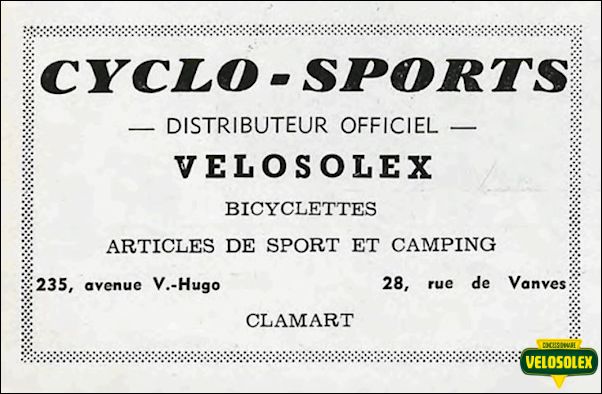 CYCLO-SPORTS
— DISTRIBUTEUR OFFICIEL —
VELOSOLEX
BICYCLETTES
ARTICLES DE SPORT ET CAMPING
235, avenue V.-Hugo 28, rue de Vanves
CLAMART
CONCESSIONNAIRE
VELOSOLEX